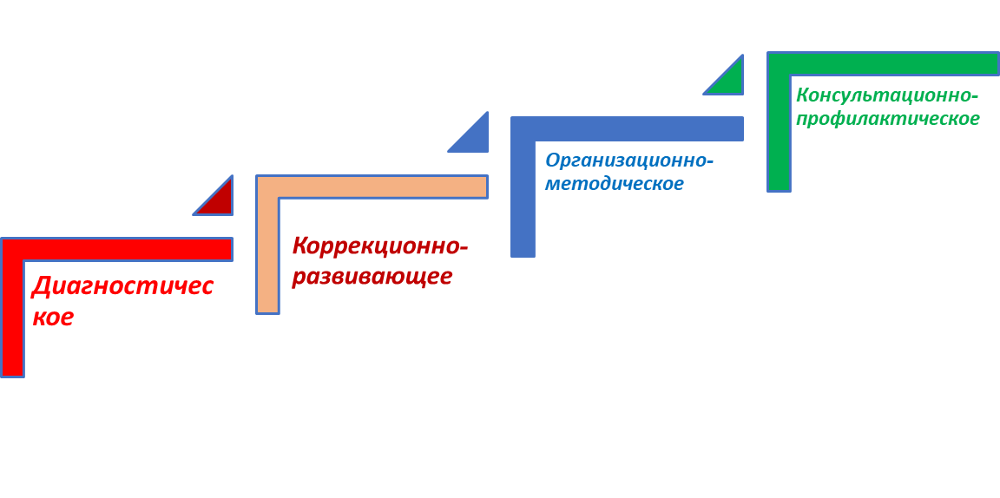 Диагностичес
кое
Коррекционно-
развивающее
Организационно-
методическое
Консультационно-
профилактическое